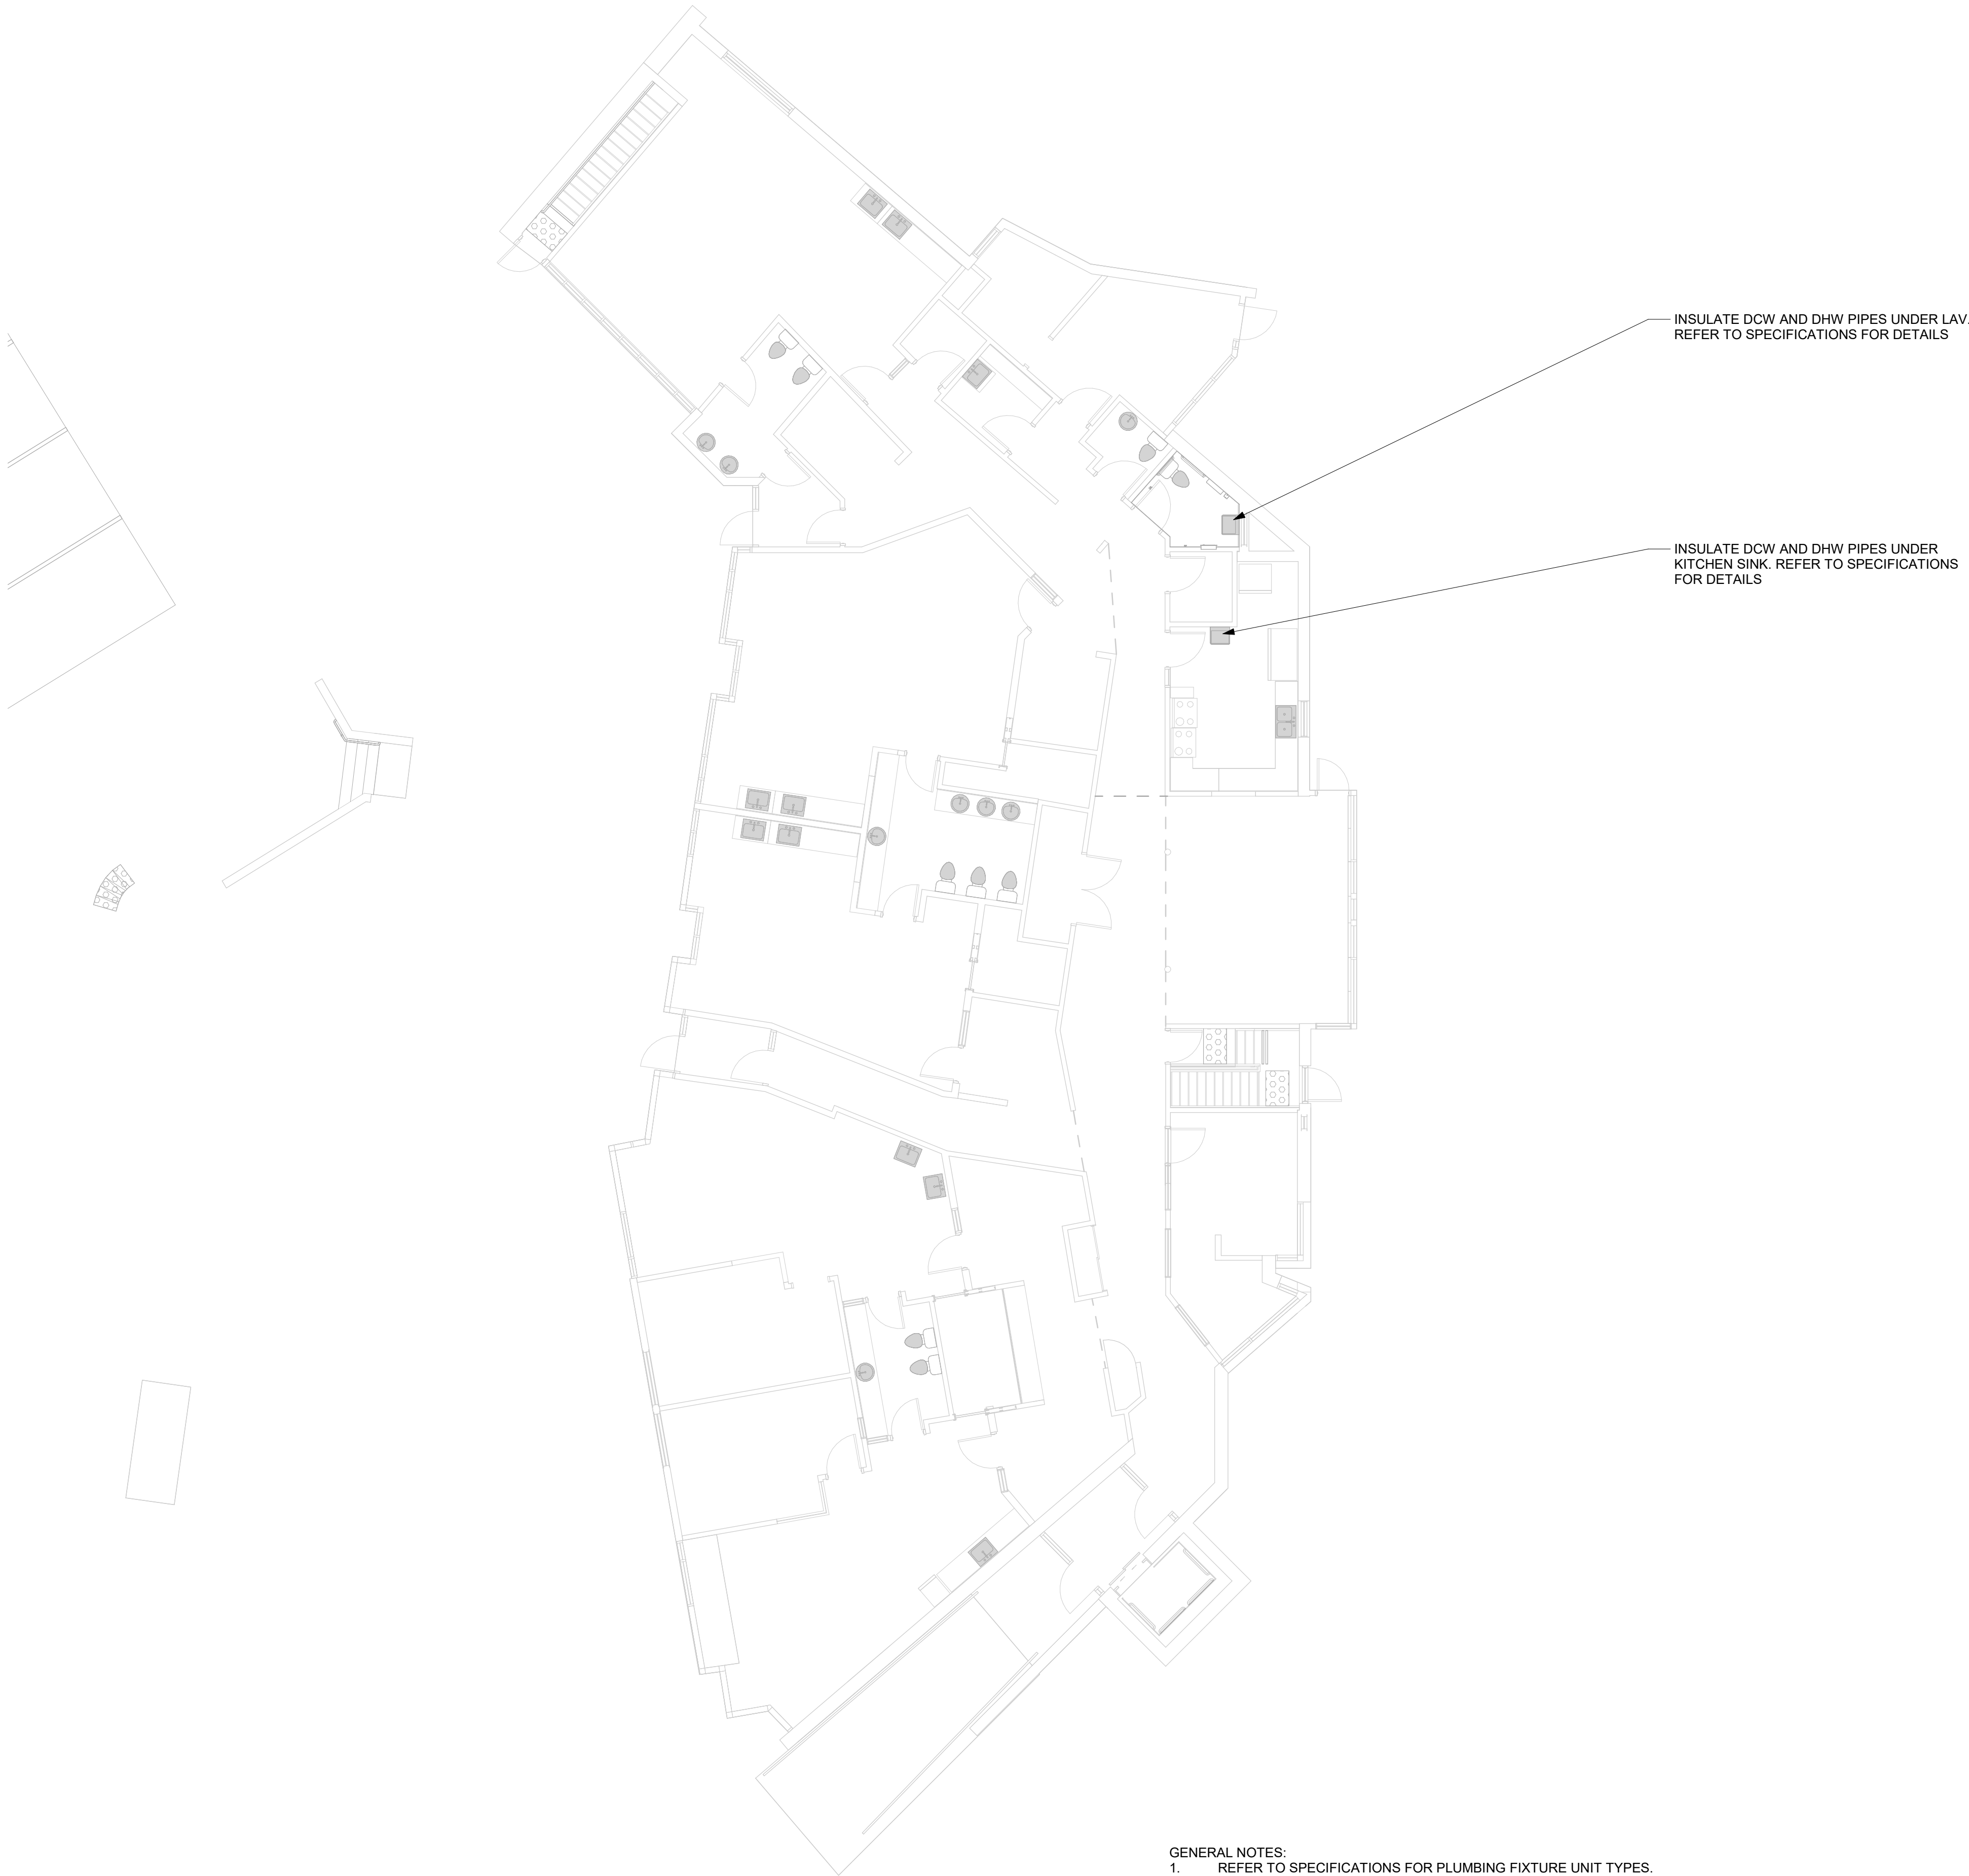 INSULATE DCW AND DHW PIPES UNDER LAV.
REFER TO SPECIFICATIONS FOR DETAILS
INSULATE DCW AND DHW PIPES UNDER
KITCHEN SINK. REFER TO SPECIFICATIONS
FOR DETAILS
GENERAL NOTES:
1. REFER TO SPECIFICATIONS FOR PLUMBING FIXTURE UNIT TYPES.